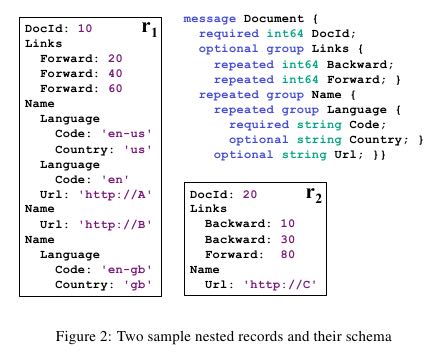 DocId: 10 r1
Links
Forward: 20
Forward: 40
Forward: 60
Name
Language
Code: 'en-us'
Country: 'us'
Language
Code: 'en'
Url: 'http://A'
Name
Url: 'http://B'
Name
Language
Code: 'en-gb'
Country: 'gb'
message Document {
required int64 DocId;
optional group Links {
repeated int64 Backward;
repeated int64 Forward; }
repeated group Name {
repeated group Language {
required string Code;
optional string Country; }
optional string Url; }}
DocId: 20 r2
Links
Backward: 10
Backward: 30
Forward: 80
Name
Url: 'http://C'
Figure 2: Two sample nested records and their schema